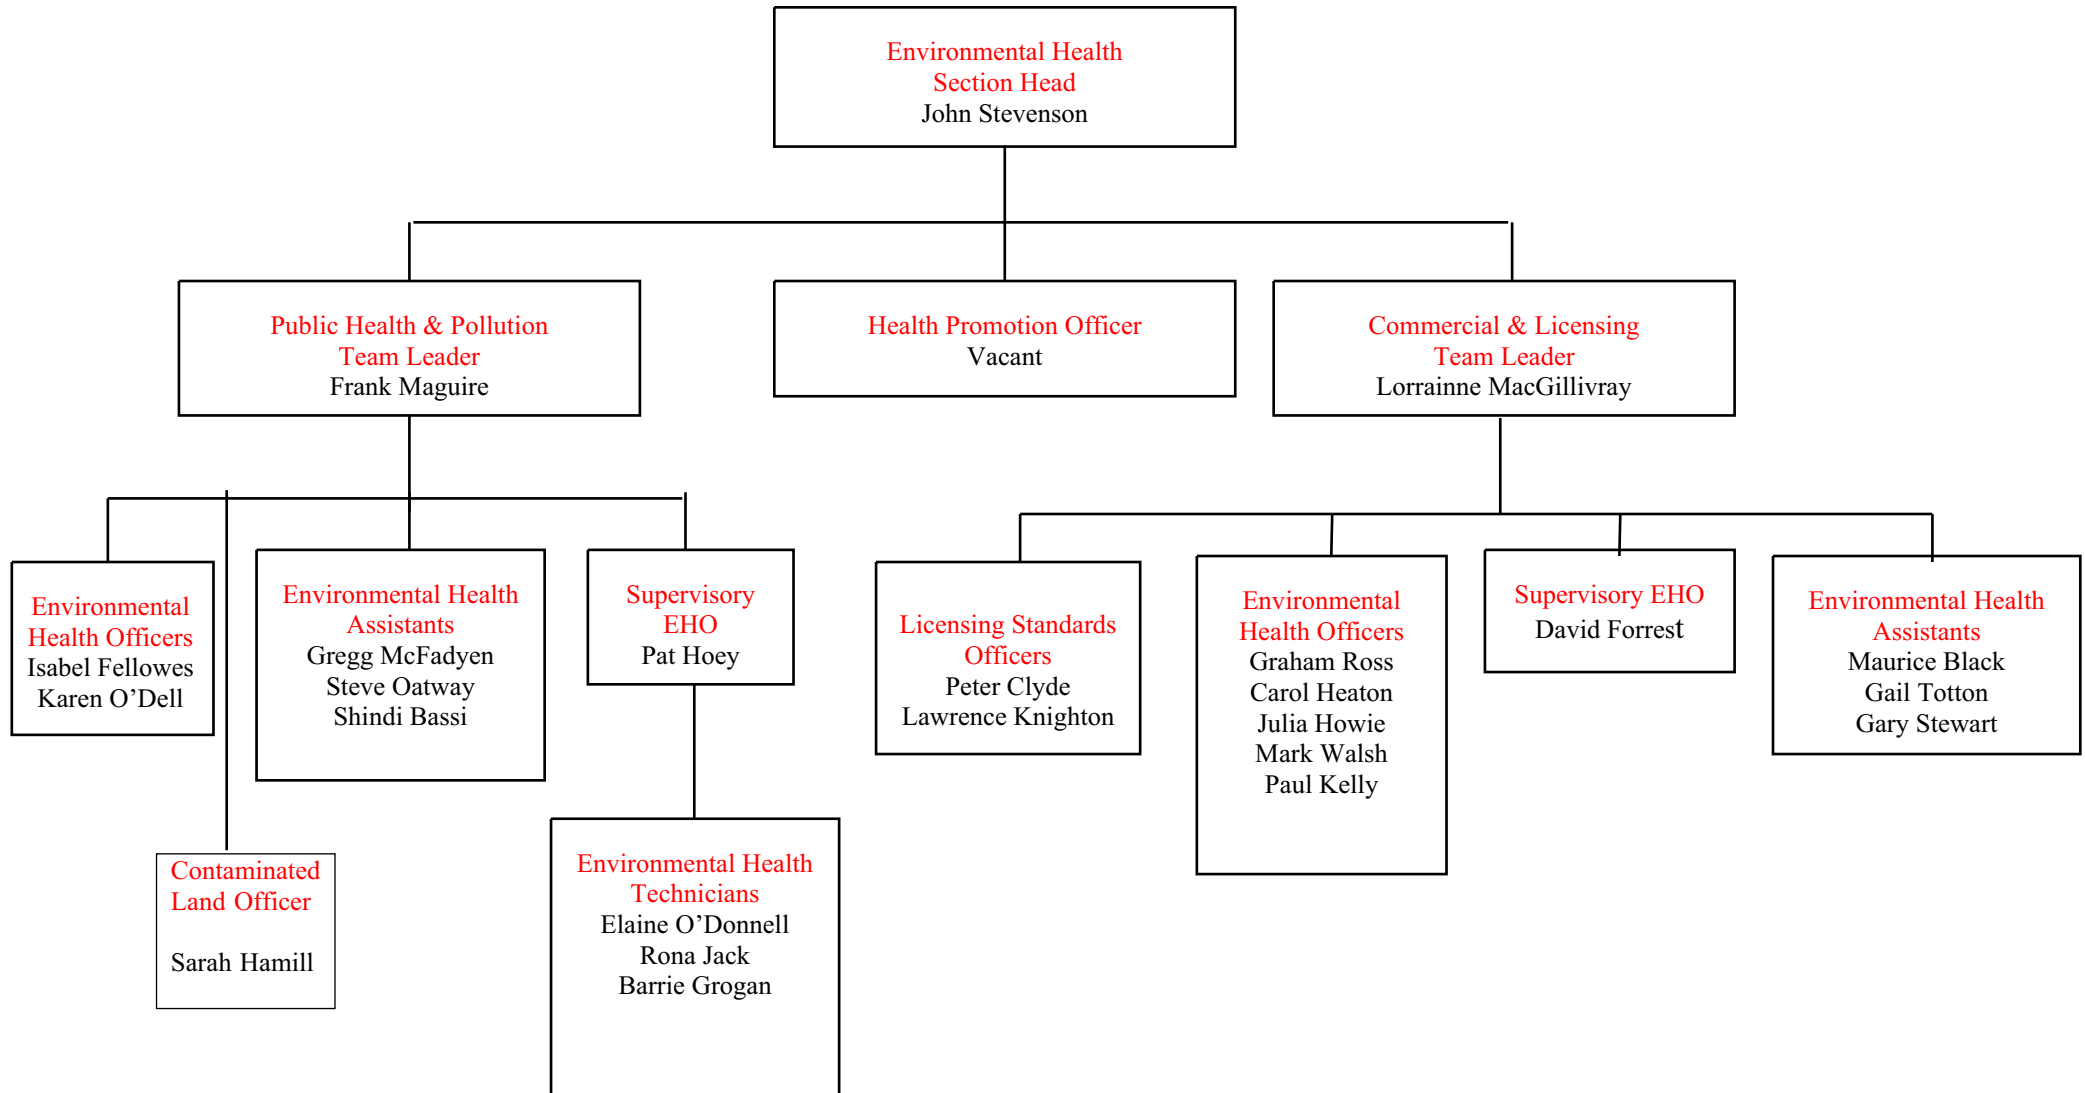 Environmental Health
Section Head
John Stevenson
Public Health & Pollution
Team Leader
Frank Maguire
Health Promotion Officer
Vacant
Commercial & Licensing
Team Leader
Lorrainne MacGillivray
Environmental
Health Officers
Isabel Fellowes
Karen O’Dell
Environmental Health
Assistants
Gregg McFadyen
Steve Oatway
Shindi Bassi
Supervisory
EHO
Pat Hoey
Licensing Standards
Officers
Peter Clyde
Lawrence Knighton
Environmental
Health Officers
Graham Ross
Carol Heaton
Julia Howie
Mark Walsh
Paul Kelly
Supervisory EHO
David Forrest
Environmental Health
Assistants
Maurice Black
Gail Totton
Gary Stewart
Contaminated
Land Officer
Sarah Hamill
Environmental Health
Technicians
Elaine O’Donnell
Rona Jack
Barrie Grogan